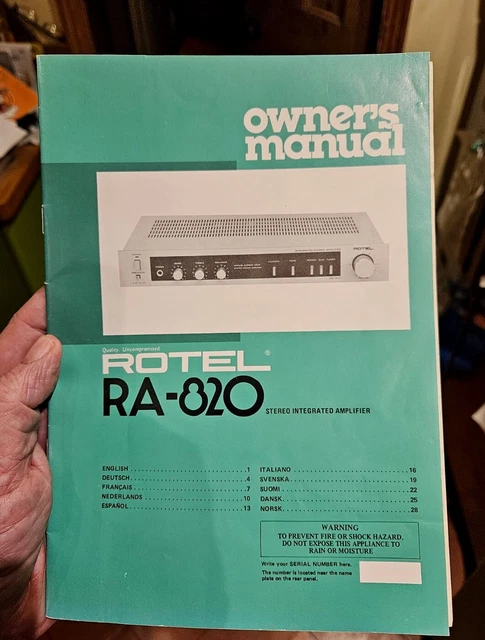 owner's
manual
ROTEL
Quality, Uncompromised
ROTEL®
RA-820 STEREO INTEGRATED AMPLIFIER
ENGLISH 1
DEUTSCH 4
FRANÇAIS 7
NEDERLANDS 10
ESPAÑOL 13
ITALIANO 16
SVENSKA 19
SUOMI 22
DANSK 25
NORSK 28
WARNING
TO PREVENT FIRE OR SHOCK HAZARD,
DO NOT EXPOSE THIS APPLIANCE TO
RAIN OR MOISTURE
Write your SERIAL NUMBER here.
The number is located near the name
plate on the rear panel.